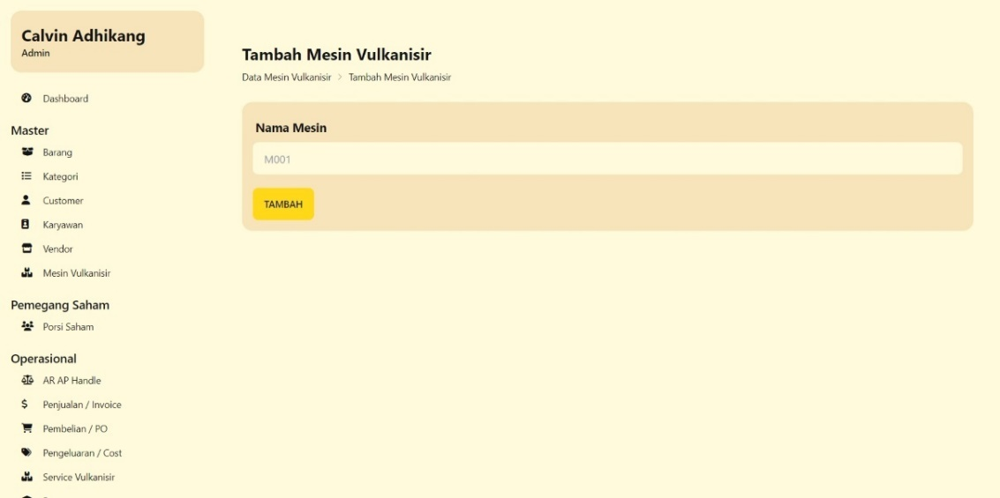 Calvin Adhikang
Admin
Dashboard
Master
Barang
Kategori
Customer
Karyawan
Vendor
Mesin Vulkanisir
Pemegang Saham
Porsi Saham
Operasional
AR AP Handle
Penjualan / Invoice
Pembelian / PO
Pengeluaran / Cost
Service Vulkanisir
Tambah Mesin Vulkanisir
Data Mesin Vulkanisir > Tambah Mesin Vulkanisir
Nama Mesin
M001
TAMBAH